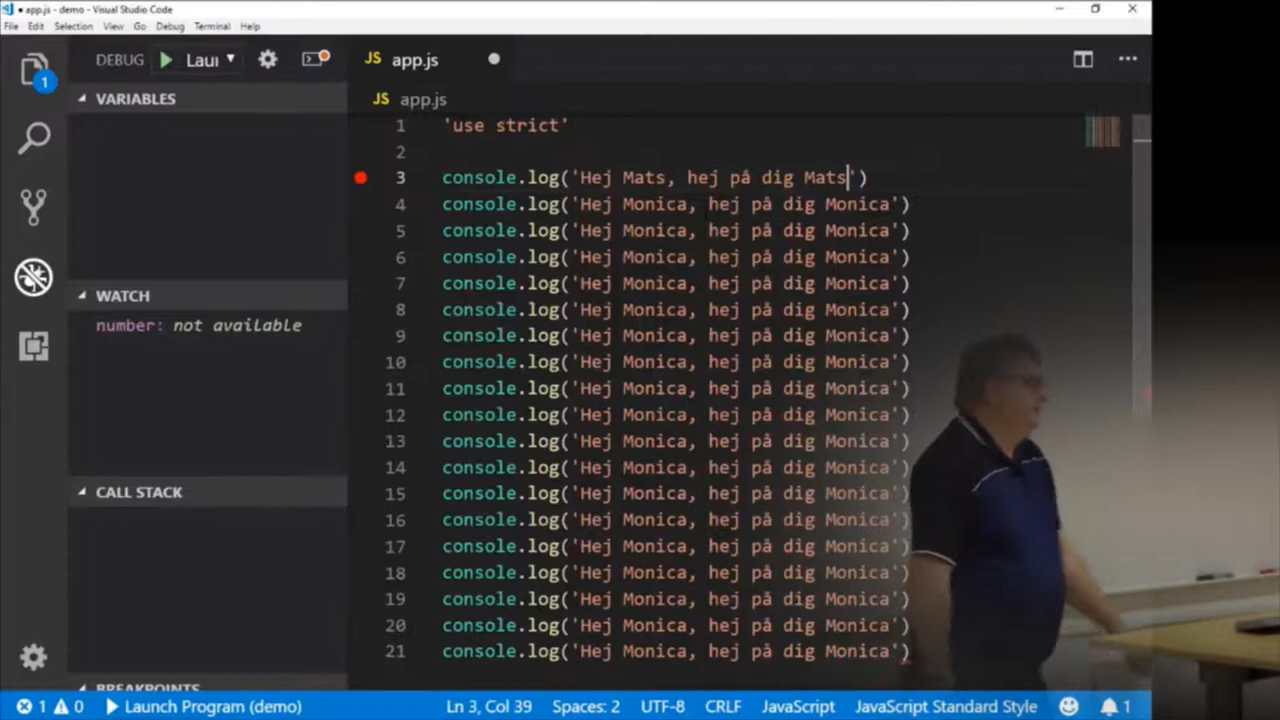 app.js - demo - Visual Studio Code
File Edit Selection View Go Debug Terminal Help
DEBUG Laui
JS app.js
1
VARIABLES
JS app.js
1 'use strict'
2
3 console.log('Hej Mats, hej på dig Mats')
4 console.log('Hej Monica, hej på dig Monica')
5 console.log('Hej Monica, hej på dig Monica')
6 console.log('Hej Monica, hej på dig Monica')
7 console.log('Hej Monica, hej på dig Monica')
8 console.log('Hej Monica, hej på dig Monica')
9 console.log('Hej Monica, hej på dig Monica')
10 console.log('Hej Monica, hej på dig Monica')
11 console.log('Hej Monica, hej på dig Monica')
12 console.log('Hej Monica, hej på dig Monica')
13 console.log('Hej Monica, hej på dig Monica')
14 console.log('Hej Monica, hej på dig Monica')
15 console.log('Hej Monica, hej på dig Monica')
16 console.log('Hej Monica, hej på dig Monica')
17 console.log('Hej Monica, hej på dig Monica')
18 console.log('Hej Monica, hej på dig Monica')
19 console.log('Hej Monica, hej på dig Monica')
20 console.log('Hej Monica, hej på dig Monica')
21 console.log('Hej Monica, hej på dig Monica')
WATCH
number: not available
CALL STACK
BREAKPOINTS
1 0 Launch Program (demo) Ln 3, Col 39 Spaces: 2 UTF-8 CRLF JavaScript JavaScript Standard Style 1